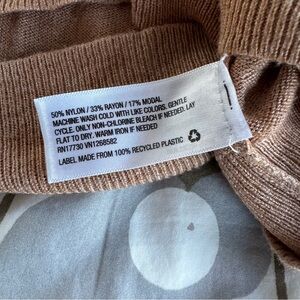 50% NYLON / 33% RAYON / 17% MODAL
MACHINE WASH COLD WITH LIKE COLORS. GENTLE
CYCLE. ONLY NON-CHLORINE BLEACH IF NEEDED. LAY
FLAT TO DRY. WARM IRON IF NEEDED
RN17730 VN1268582
LABEL MADE FROM 100% RECYCLED PLASTIC